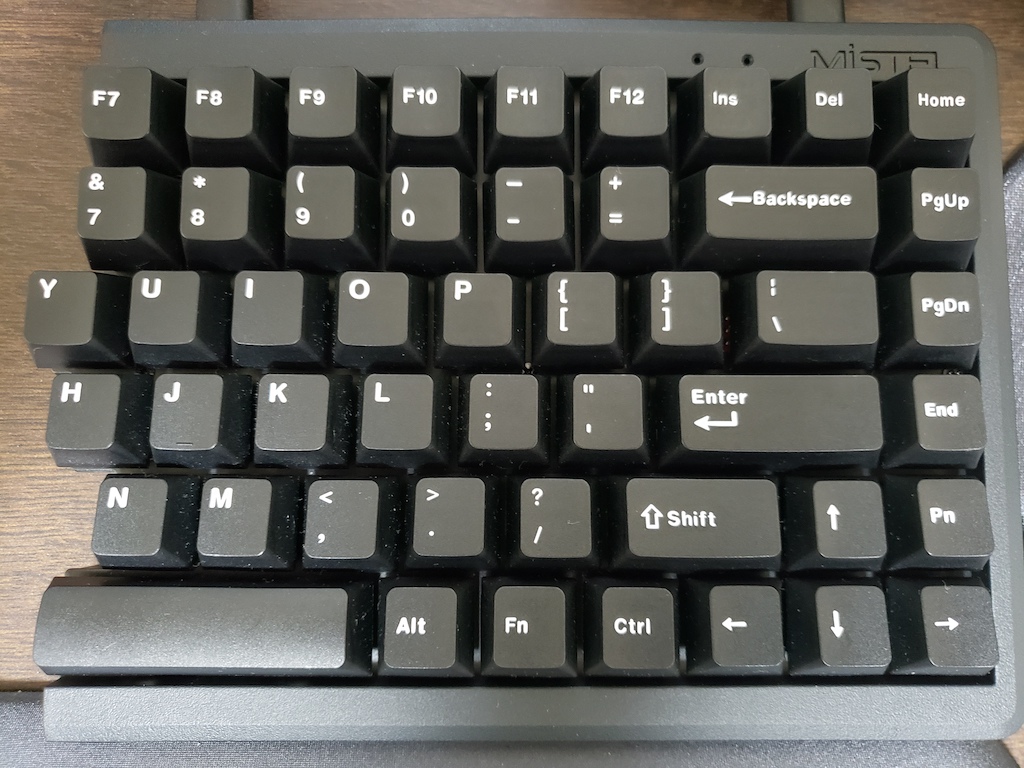 MiSTEL
F7 F8 F9 F10 F11 F12 Ins Del Home
& * ( ) _ +
7 8 9 0 - = ←Backspace PgUp
Y U I O P { } ¦
[ ] \ PgDn
H J K L : " Enter
; ' ↵ End
N M < > ?
, . / ⇧Shift ↑ Pn
Alt Fn Ctrl ← ↓ →